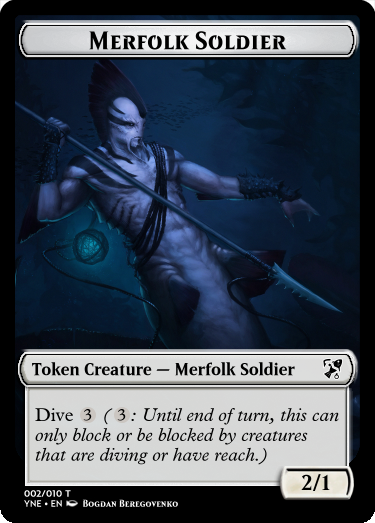 Merfolk Soldier
Token Creature — Merfolk Soldier
Dive 3 (3: Until end of turn, this can
only block or be blocked by creatures
that are diving or have reach.)
2/1
002/010 T
YNE • EN Bogdan Beregovenko